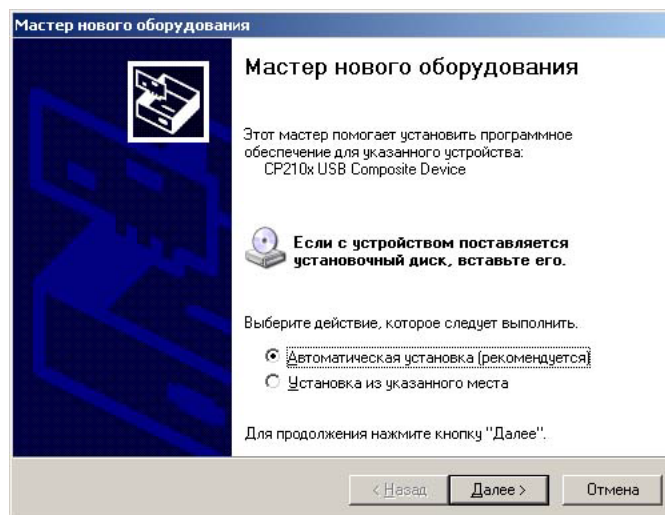 Мастер нового оборудования
Мастер нового оборудования
Этот мастер помогает установить программное
обеспечение для указанного устройства:
CP210x USB Composite Device
Если с устройством поставляется
установочный диск, вставьте его.
Выберите действие, которое следует выполнить.
Автоматическая установка (рекомендуется)
Установка из указанного места
Для продолжения нажмите кнопку "Далее".
< Назад Далее > Отмена